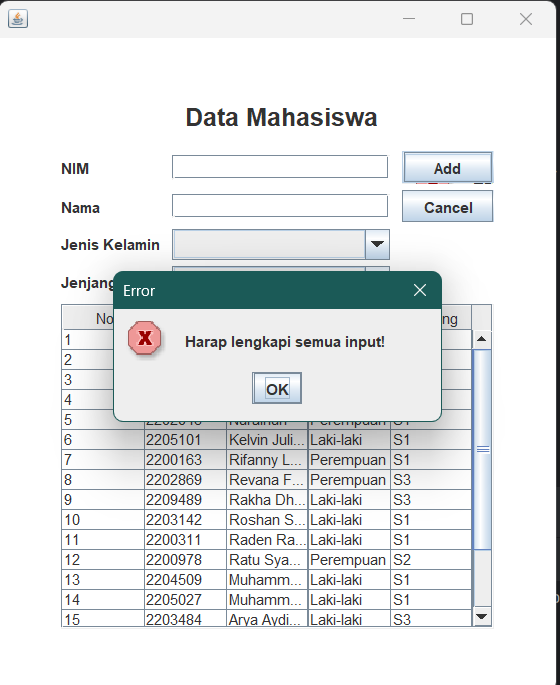 Data Mahasiswa
NIM
Add
Nama
Cancel
Jenis Kelamin
Jenjang
Error
Harap lengkapi semua input!
OK
No
ng
1
2
3
4
5 Perempuan S1
6 2205101 Kelvin Juli... Laki-laki S1
7 2200163 Rifanny L... Perempuan S1
8 2202869 Revana F... Perempuan S3
9 2209489 Rakha Dh... Laki-laki S3
10 2203142 Roshan S... Laki-laki S1
11 2200311 Raden Ra... Laki-laki S1
12 2200978 Ratu Sya... Perempuan S2
13 2204509 Muhamm... Laki-laki S1
14 2205027 Muhamm... Laki-laki S1
15 2203484 Arya Aydi... Laki-laki S3